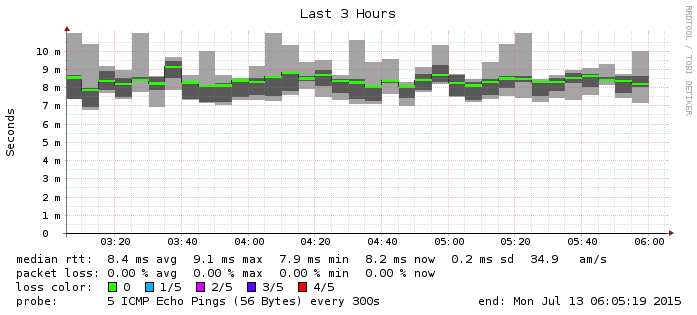 Last 3 Hours
RRDTOOL / TOBI OETIKER
Seconds
10 m
9 m
8 m
7 m
6 m
5 m
4 m
3 m
2 m
1 m
0
03:20 03:40 04:00 04:20 04:40 05:00 05:20 05:40 06:00
median rtt: 8.4 ms avg 9.1 ms max 7.9 ms min 8.2 ms now 0.2 ms sd 34.9 am/s
packet loss: 0.00 % avg 0.00 % max 0.00 % min 0.00 % now
loss color: 0 1/5 2/5 3/5 4/5
probe: 5 ICMP Echo Pings (56 Bytes) every 300s end: Mon Jul 13 06:05:19 2015